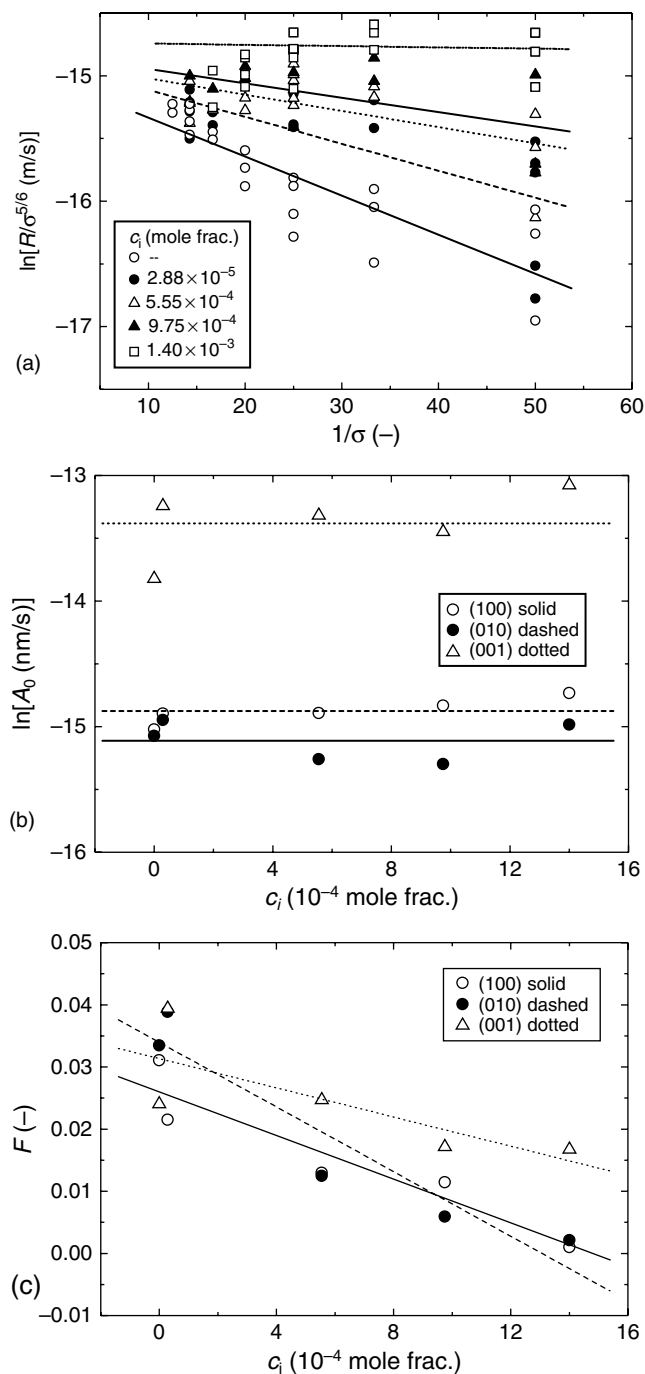 ln[R/σ^5/6 (m/s)]
−15
−16
−17
c_i (mole frac.)
○ --
● 2.88×10^−5
△ 5.55×10^−4
▲ 9.75×10^−4
□ 1.40×10^−3
(a)
10 20 30 40 50 60
1/σ (–)
−13
−14
−15
−16
ln[A_0 (nm/s)]
○ (100) solid
● (010) dashed
△ (001) dotted
(b)
0 4 8 12 16
c_i (10^−4 mole frac.)
0.05
0.04
0.03
0.02
0.01
0.00
−0.01
F (–)
○ (100) solid
● (010) dashed
△ (001) dotted
(c)
0 4 8 12 16
c_i (10^−4 mole frac.)